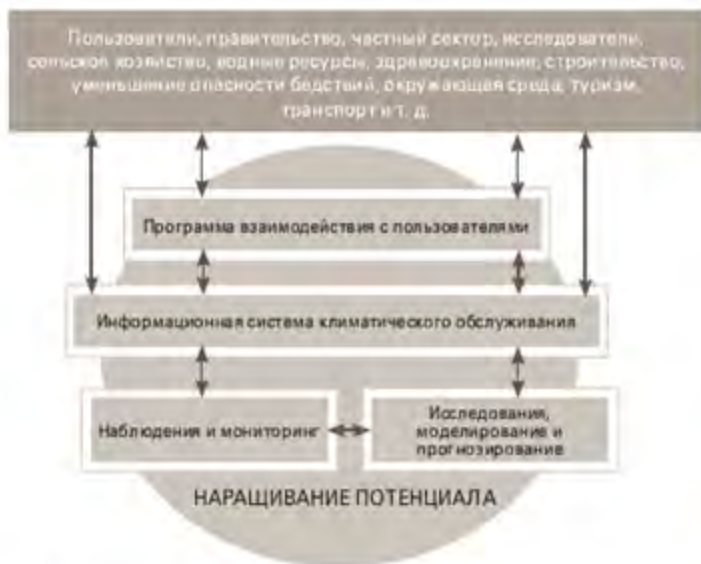 Пользователи, правительство, частный сектор, исследователи,
сельское хозяйство, водные ресурсы, здравоохранение, строительство,
уменьшение опасности бедствий, окружающая среда, туризм,
транспорт и т. д.
Программа взаимодействия с пользователями
Информационная система климатического обслуживания
Наблюдения и мониторинг
Исследования,
моделирование и
прогнозирование
НАРАЩИВАНИЕ ПОТЕНЦИАЛА